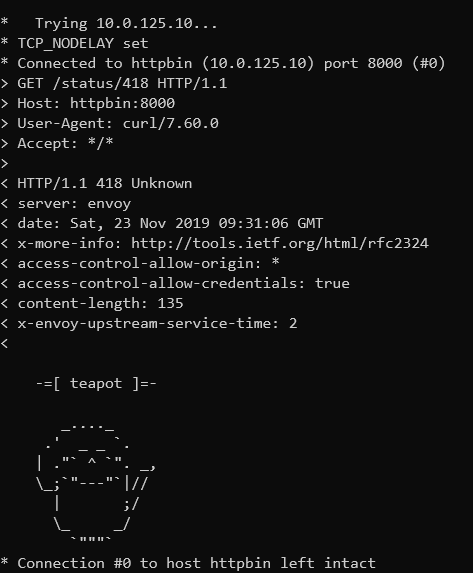 *   Trying 10.0.125.10...
* TCP_NODELAY set
* Connected to httpbin (10.0.125.10) port 8000 (#0)
> GET /status/418 HTTP/1.1
> Host: httpbin:8000
> User-Agent: curl/7.60.0
> Accept: */*
>
< HTTP/1.1 418 Unknown
< server: envoy
< date: Sat, 23 Nov 2019 09:31:06 GMT
< x-more-info: http://tools.ietf.org/html/rfc2324
< access-control-allow-origin: *
< access-control-allow-credentials: true
< content-length: 135
< x-envoy-upstream-service-time: 2
<

    -=[ teapot ]=-

       _...._
     .'  _ _ `.
    | ."` ^ `". _,
    \_;`"---"`|//
      |       ;/
      \_     _/
        `"""`
* Connection #0 to host httpbin left intact